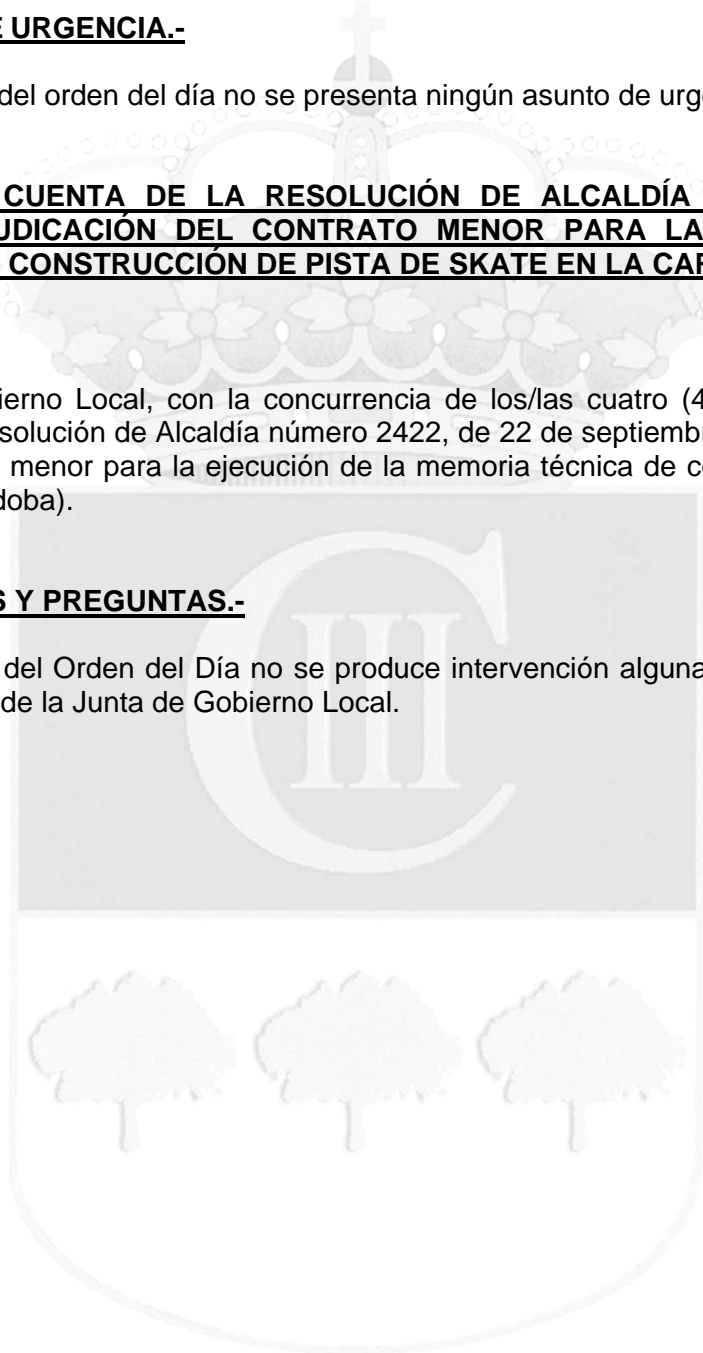 E URGENCIA.-
del orden del día no se presenta ningún asunto de urg
CUENTA DE LA RESOLUCIÓN DE ALCALDÍA
UDICACIÓN DEL CONTRATO MENOR PARA LA
CONSTRUCCIÓN DE PISTA DE SKATE EN LA CAR
ierno Local, con la concurrencia de los/las cuatro (4
solución de Alcaldía número 2422, de 22 de septiembr
menor para la ejecución de la memoria técnica de c
doba).
S Y PREGUNTAS.-
del Orden del Día no se produce intervención alguna
de la Junta de Gobierno Local.
CIII